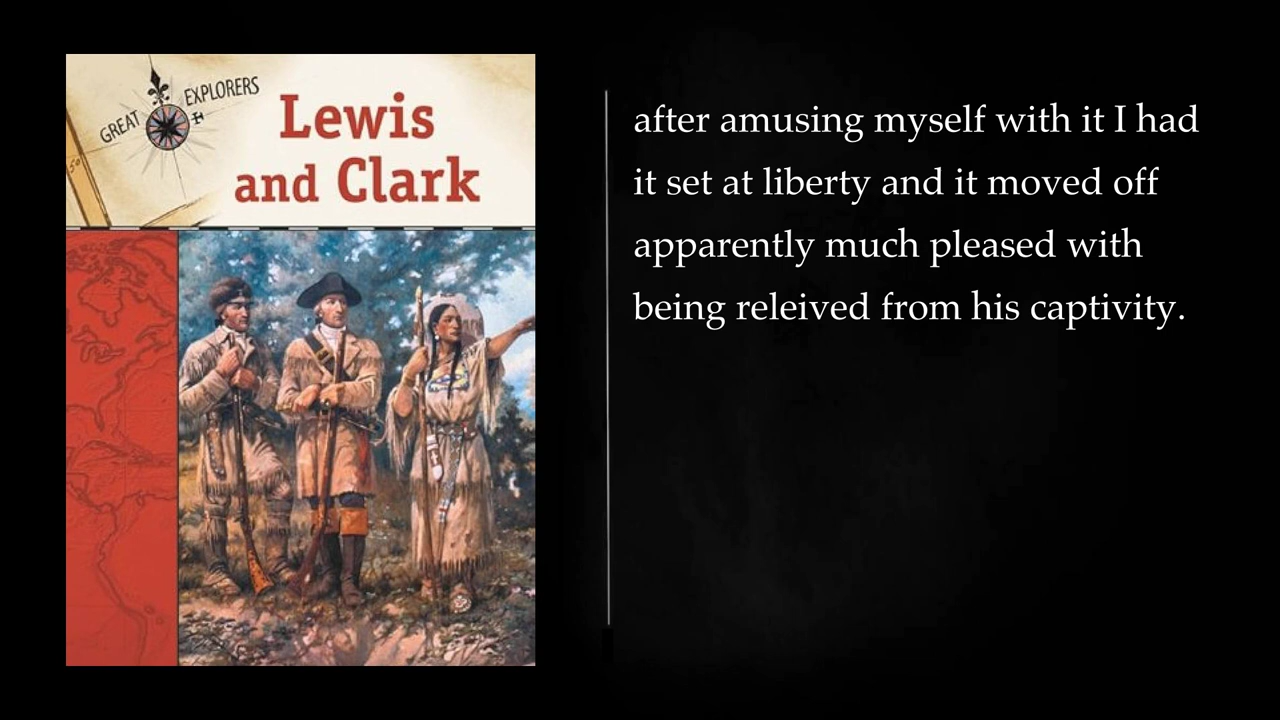 GREAT EXPLORERS
Lewis
and Clark
50
after amusing myself with it I had
it set at liberty and it moved off
apparently much pleased with
being releived from his captivity.